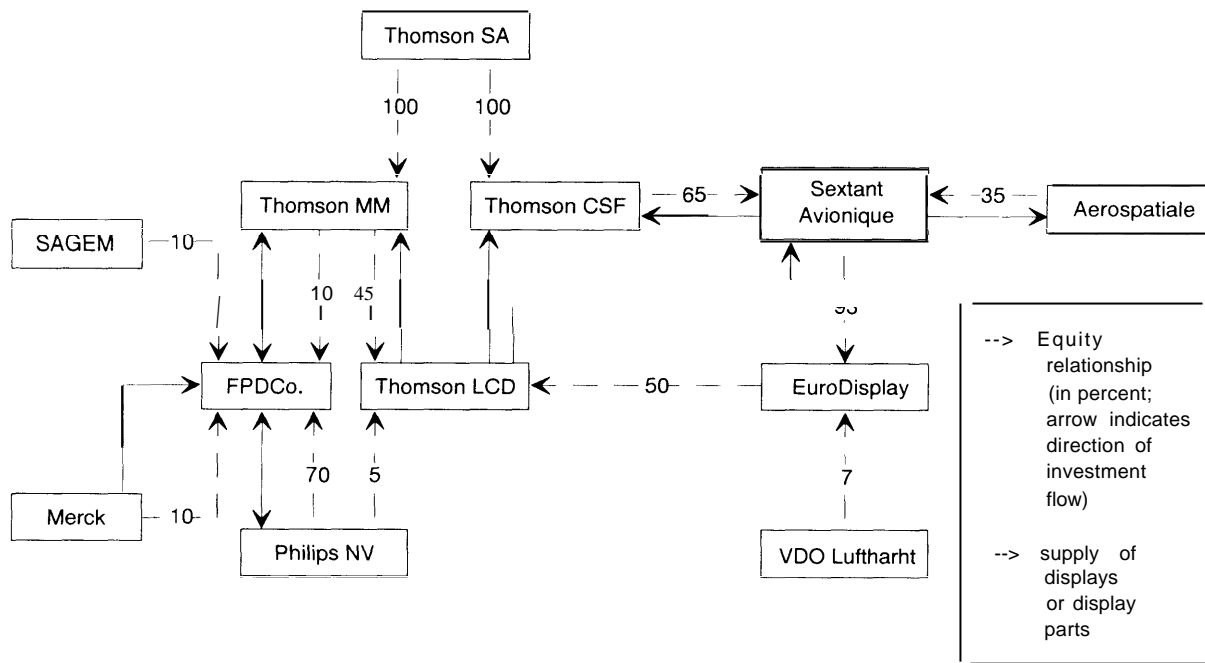 Thomson SA
100 100
Thomson MM
Thomson CSF
65
Sextant
Avionique
35
Aerospatiale
SAGEM
10
10 45
FPDCo.
Thomson LCD
50
EuroDisplay
70 5
7
Merck
10
Philips NV
VDO Luftharht
--> Equity
relationship
(in percent;
arrow indicates
direction of
investment
flow)
--> supply of
displays
or display
parts